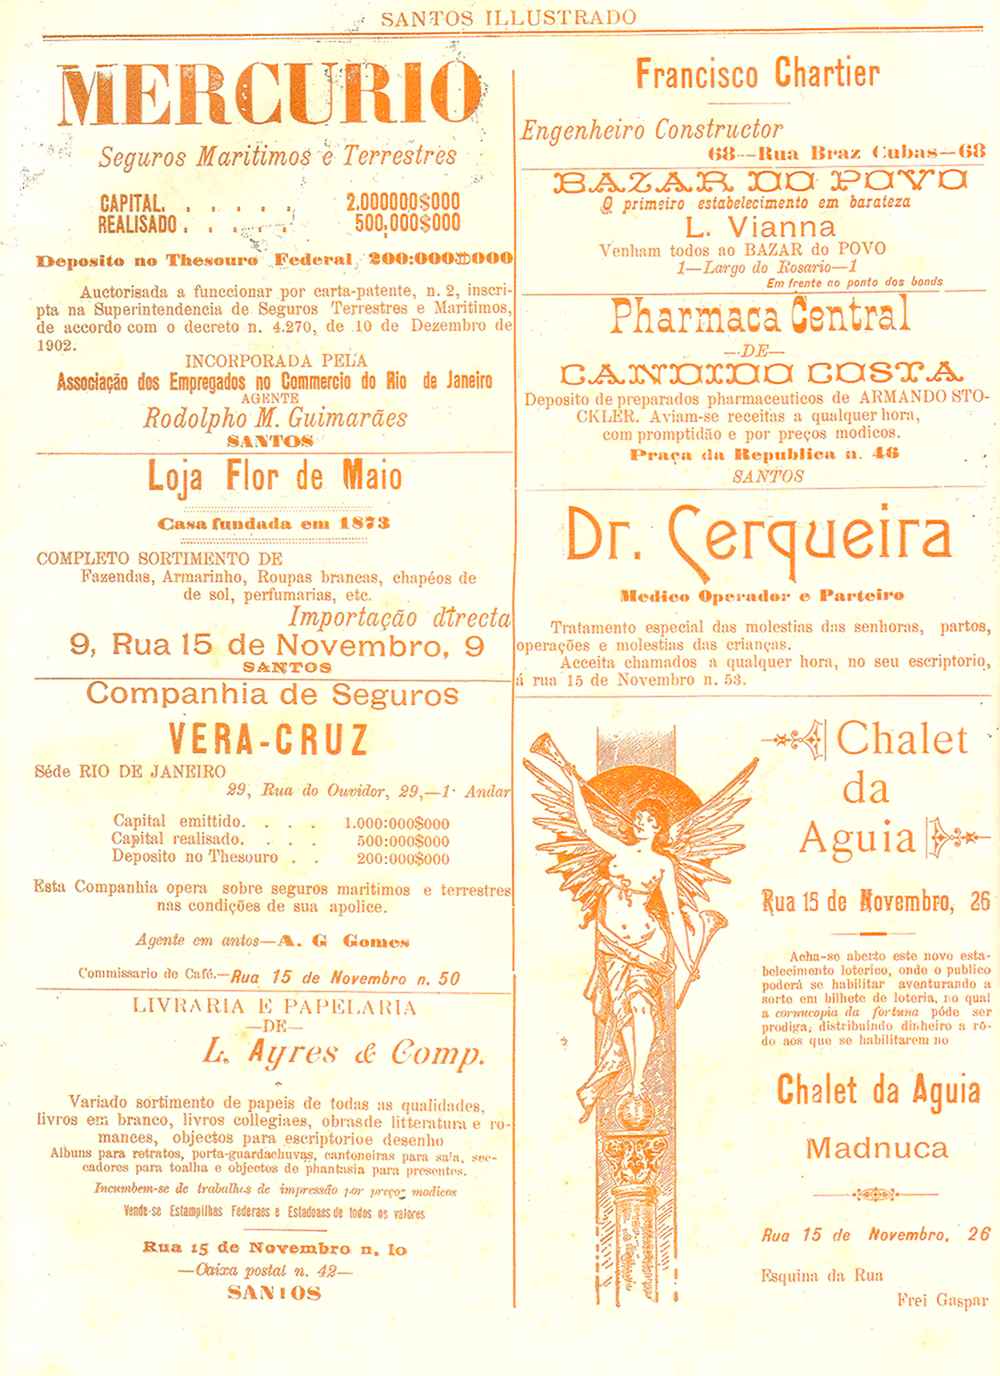 SANTOS ILLUSTRADO
MERCURIO
Seguros Maritimos e Terrestres
CAPITAL. . . . . . 2.000000$000
REALISADO . . . . . 500,000$000
Deposito no Thesouro Federal, 200:000$000
Auctorisada a funccionar por carta-patente, n. 2, inscri-
pta na Superintendencia de Seguros Terrestres e Maritimos,
de accordo com o decreto n. 4.270, de 10 de Dezembro de
1902.
INCORPORADA PELA
Associação dos Empregados no Commercio do Rio de Janeiro
AGENTE
Rodolpho M. Guimarães
SANTOS
Loja Flor de Maio
Casa fundada em 1873
COMPLETO SORTIMENTO DE
Fazendas, Armarinho, Roupas brancas, chapéos de
de sol, perfumarias, etc.
Importação directa
9, Rua 15 de Novembro, 9
SANTOS
Companhia de Seguros
VERA-CRUZ
Séde RIO DE JANEIRO
29, Rua do Ouvidor, 29,—1· Andar
Capital emittido. . . . 1.000:000$000
Capital realisado. . . . 500:000$000
Deposito no Thesouro . . 200:000$000
Esta Companhia opera sobre seguros maritimos e terrestres
nas condições de sua apolice.
Agente em antos—A. G Gomes
Commissario de Café.—Rua 15 de Novembro n. 50
LIVRARIA E PAPELARIA
—DE—
L. Ayres & Comp.
Variado sortimento de papeis de todas as qualidades,
livros em branco, livros collegiaes, obrasde litteratura e ro-
mances, objectos para escriptorioe desenho
Albuns para retratos, porta-guardachuvas, cantoneiras para sala, sec-
cadores para toalha e objectos de phantasia para presentes.
Incumbem-se de trabalhos de impressão por preços modicos
Vende-se Estampilhas Federaes e Estadoaes de todos os valores
Rua 15 de Novembro n. 10
—Caixa postal n. 42—
SANTOS
Francisco Chartier
Engenheiro Constructor
68--Rua Braz Cubas—68
BAZAR DO POVO
O primeiro estabelecimento em barateza
L. Vianna
Venham todos ao BAZAR do POVO
1—Largo do Rosario—1
Em frente ao ponto dos bonds
Pharmaca Central
—DE—
CANDIDO COSTA
Deposito de preparados pharmaceuticos de ARMANDO STO-
CKLER. Aviam-se receitas a qualquer hora,
com promptidão e por preços modicos.
Praça da Republica n. 46
SANTOS
Dr. Cerqueira
Medico Operador e Parteiro
Tratamento especial das molestias das senhoras, partos,
operações e molestias das crianças.
Acceita chamados a qualquer hora, no seu escriptorio,
á rua 15 de Novembro n. 53.
Chalet
da
Aguia
Rua 15 de Novembro, 26
Acha-se aberto este novo esta-
belecimento loterico, onde o publico
poderá se habilitar aventurando a
sorte em bilhete de loteria, no qual
a cornucopia da fortuna póde ser
prodiga, distribuindo dinheiro a rô-
do aos que se habilitarem no
Chalet da Aguia
Madnuca
Rua 15 de Novembro, 26
Esquina da Rua
Frei Gaspar